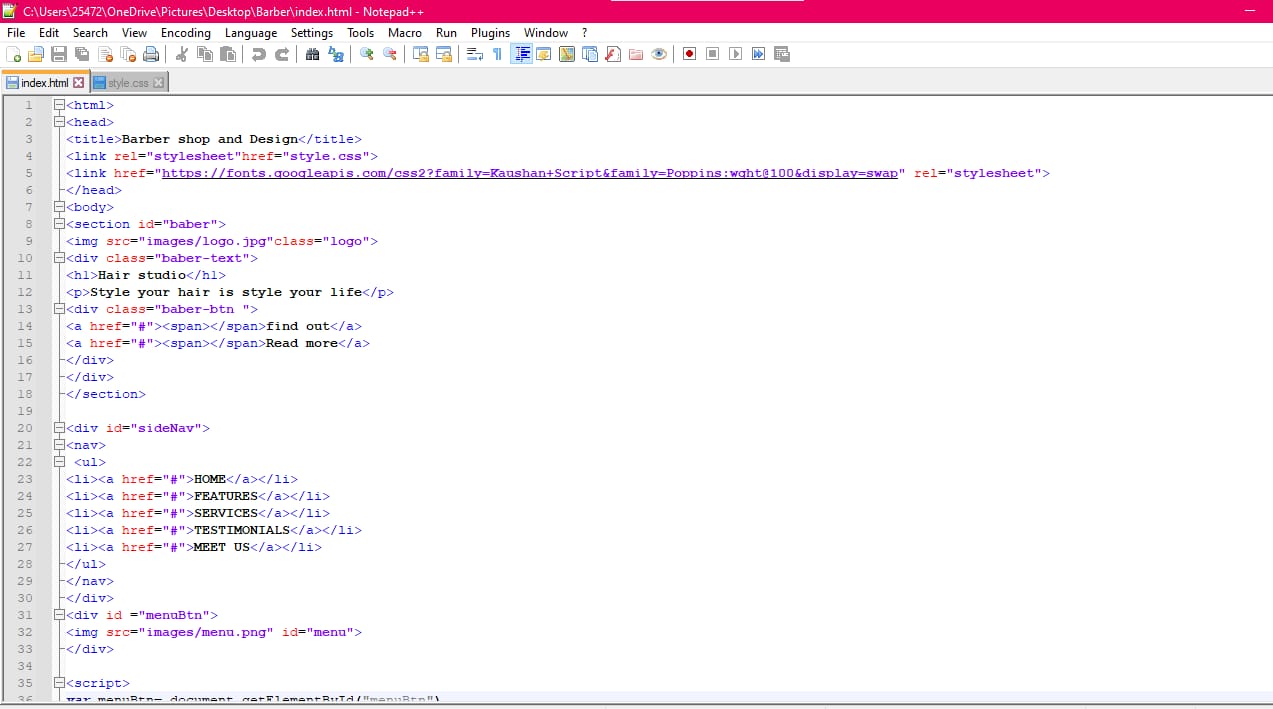 C:\Users\25472\OneDrive\Pictures\Desktop\Barber\index.html - Notepad++
File Edit Search View Encoding Language Settings Tools Macro Run Plugins Window ?
index.html style.css
1 <html>
2 <head>
3 <title>Barber shop and Design</title>
4 <link rel="stylesheet"href="style.css">
5 <link href="https://fonts.googleapis.com/css2?family=Kaushan+Script&family=Poppins:wght@100&display=swap" rel="stylesheet">
6 </head>
7 <body>
8 <section id="baber">
9 <img src="images/logo.jpg"class="logo">
10 <div class="baber-text">
11 <h1>Hair studio</h1>
12 <p>Style your hair is style your life</p>
13 <div class="baber-btn ">
14 <a href="#"><span></span>find out</a>
15 <a href="#"><span></span>Read more</a>
16 </div>
17 </div>
18 </section>
19
20 <div id="sideNav">
21 <nav>
22 <ul>
23 <li><a href="#">HOME</a></li>
24 <li><a href="#">FEATURES</a></li>
25 <li><a href="#">SERVICES</a></li>
26 <li><a href="#">TESTIMONIALS</a></li>
27 <li><a href="#">MEET US</a></li>
28 </ul>
29 </nav>
30 </div>
31 <div id ="menuBtn">
32 <img src="images/menu.png" id="menu">
33 </div>
34
35 <script>
36 var menuBtn= document.getElementById("menuBtn")